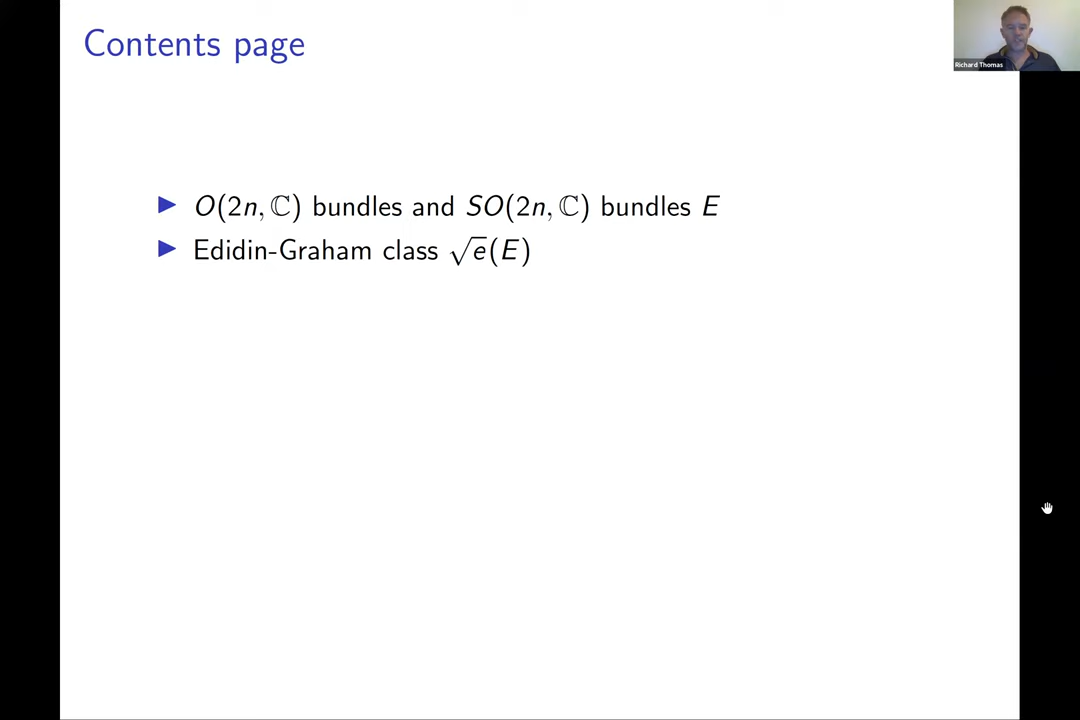 Contents page
Richard Thomas
▶ O(2n, ℂ) bundles and SO(2n, ℂ) bundles E
▶ Edidin-Graham class √e(E)